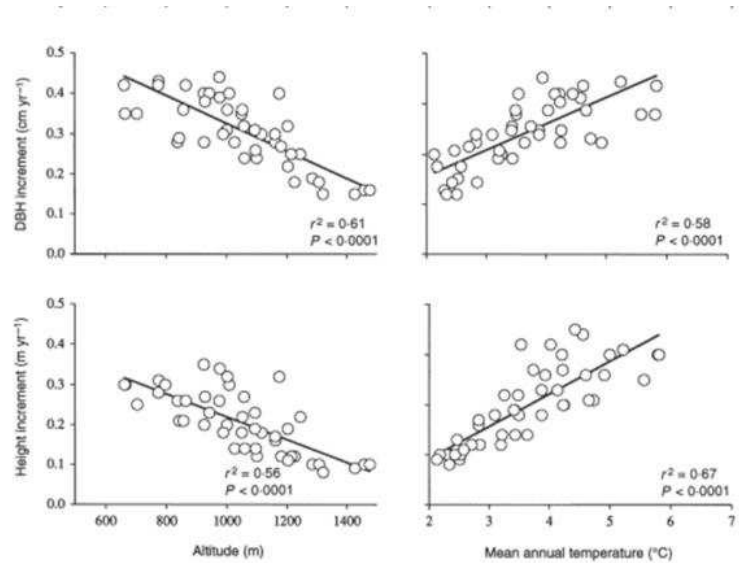 0.5
0.4
0.3
0.2
0.1
0.0
DBH increment (cm yr⁻¹)
r² = 0·61
P < 0·0001
r² = 0·58
P < 0·0001
0.5
0.4
0.3
0.2
0.1
0.0
Height increment (m yr⁻¹)
r² = 0·56
P < 0·0001
r² = 0·67
P < 0·0001
600 800 1000 1200 1400
2 3 4 5 6 7
Altitude (m)
Mean annual temperature (°C)